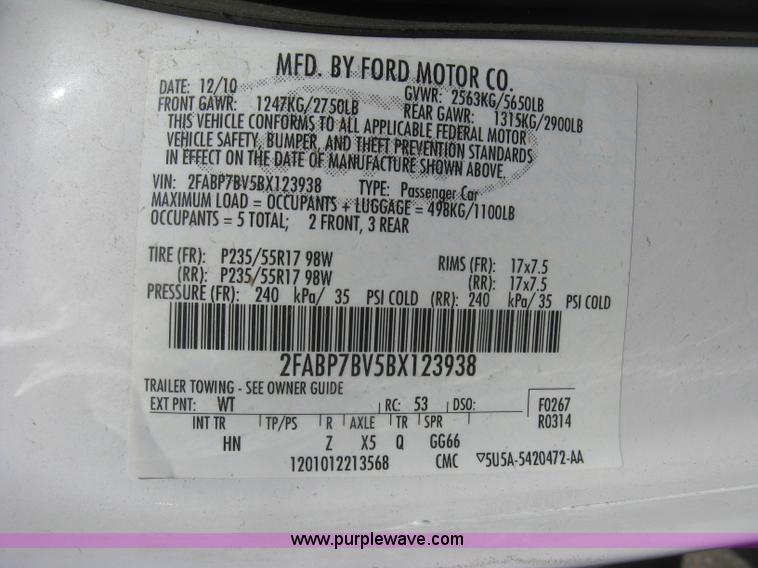 MFD. BY FORD MOTOR CO.
DATE: 12/10 GVWR: 2563KG/5650LB
FRONT GAWR: 1247KG/2750LB REAR GAWR: 1315KG/2900LB
THIS VEHICLE CONFORMS TO ALL APPLICABLE FEDERAL MOTOR
VEHICLE SAFETY, BUMPER, AND THEFT PREVENTION STANDARDS
IN EFFECT ON THE DATE OF MANUFACTURE SHOWN ABOVE.
VIN: 2FABP7BV5BX123938 TYPE: Passenger Car
MAXIMUM LOAD = OCCUPANTS + LUGGAGE = 498KG/1100LB
OCCUPANTS = 5 TOTAL; 2 FRONT, 3 REAR
TIRE (FR): P235/55R17 98W RIMS (FR): 17x7.5
(RR): P235/55R17 98W (RR): 17x7.5
PRESSURE (FR): 240 kPa/ 35 PSI COLD (RR): 240 kPa/ 35 PSI COLD
2FABP7BV5BX123938
TRAILER TOWING - SEE OWNER GUIDE
EXT PNT: WT RC: 53 DSO: F0267
R0314
INT TR TP/PS R AXLE TR SPR
HN Z X5 Q GG66
1201012213568 CMC ▽5U5A-5420472-AA
www.purplewave.com